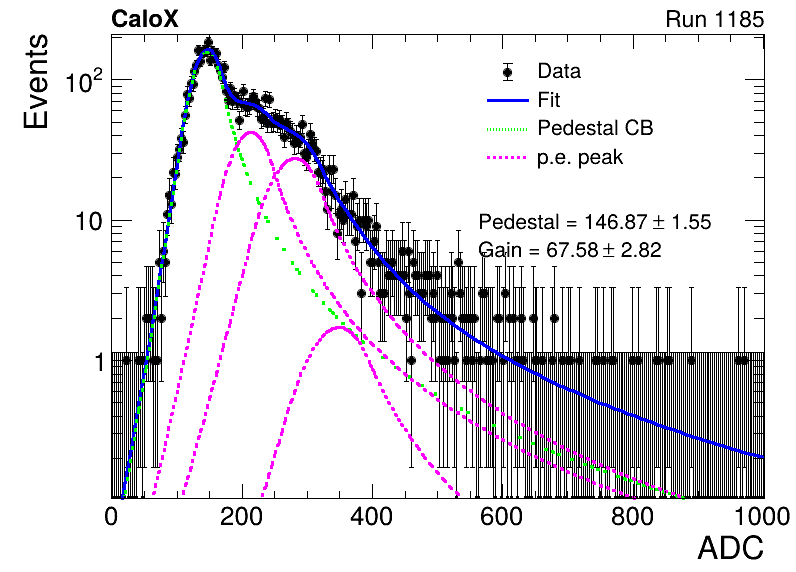 CaloX Run 1185
Events
Data
Fit
Pedestal CB
p.e. peak
Pedestal = 146.87 ± 1.55
Gain = 67.58 ± 2.82
10²
10
1
0 200 400 600 800 1000
ADC